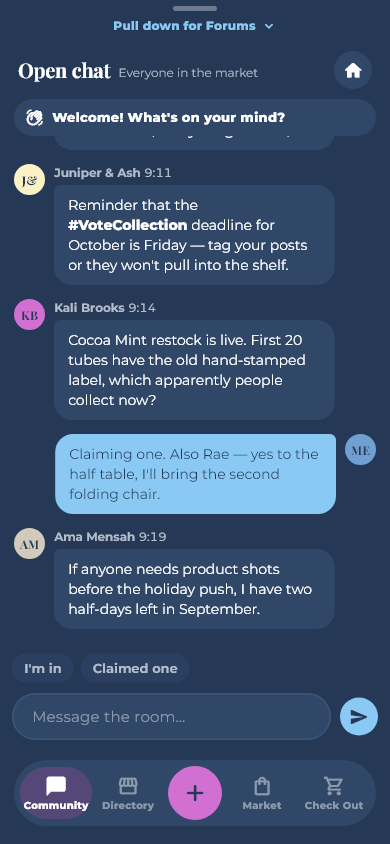 Pull down for Forums
Open chat Everyone in the market
Welcome! What's on your mind?
J&
Juniper & Ash 9:11
Reminder that the
#VoteCollection deadline for
October is Friday — tag your posts
or they won't pull into the shelf.
KB
Kali Brooks 9:14
Cocoa Mint restock is live. First 20
tubes have the old hand-stamped
label, which apparently people
collect now?
Claiming one. Also Rae — yes to the
half table, I'll bring the second
folding chair.
ME
AM
Ama Mensah 9:19
If anyone needs product shots
before the holiday push, I have two
half-days left in September.
I'm in
Claimed one
Message the room...
Community
Directory
Market
Check Out